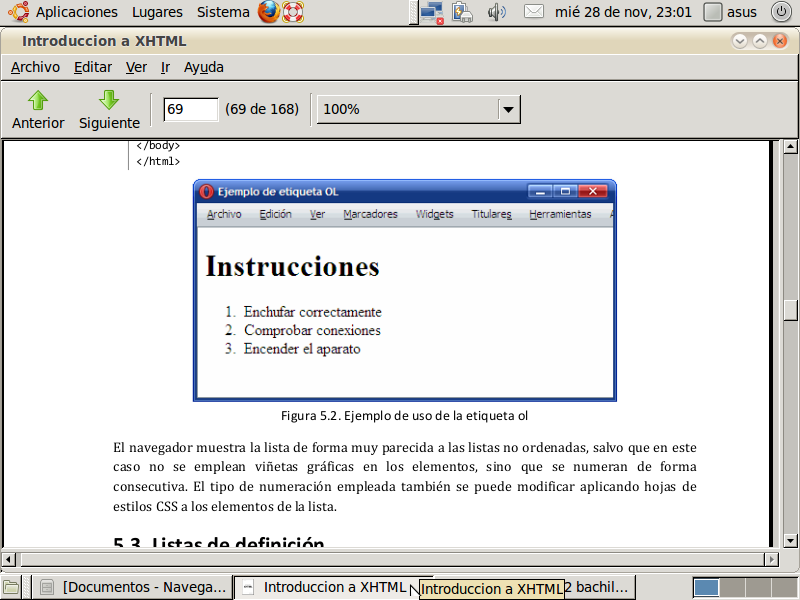 Aplicaciones Lugares Sistema mié 28 de nov, 23:01 asus
Introduccion a XHTML
Archivo Editar Ver Ir Ayuda
Anterior Siguiente 69 (69 de 168) 100%
</body>
</html>
Ejemplo de etiqueta OL
Archivo Edición Ver Marcadores Widgets Titulares Herramientas
Instrucciones
1. Enchufar correctamente
2. Comprobar conexiones
3. Encender el aparato
Figura 5.2. Ejemplo de uso de la etiqueta ol
El navegador muestra la lista de forma muy parecida a las listas no ordenadas, salvo que en este
caso no se emplean viñetas gráficas en los elementos, sino que se numeran de forma
consecutiva. El tipo de numeración empleada también se puede modificar aplicando hojas de
estilos CSS a los elementos de la lista.
5.3. Listas de definición
[Documentos - Navega... Introduccion a XHTML Introduccion a XHTML 2 bachil...